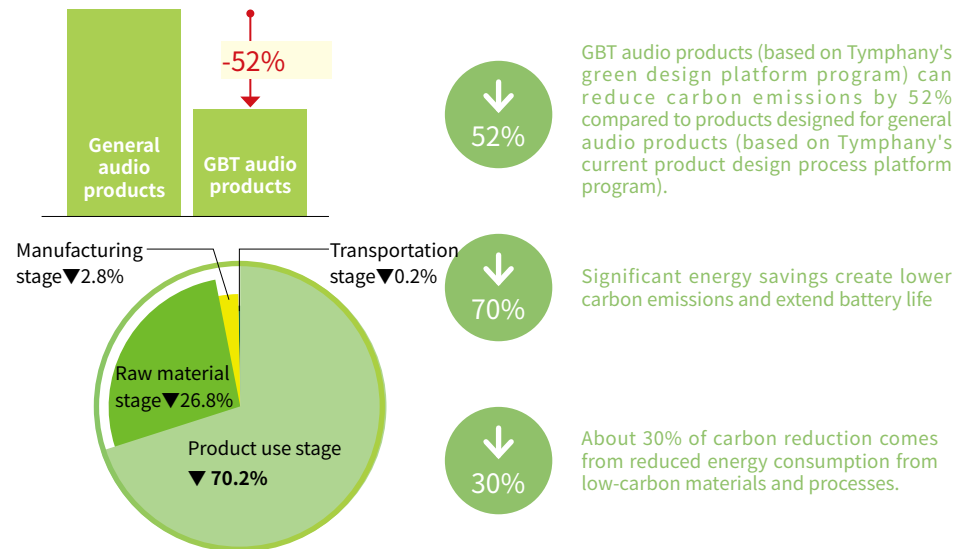 -52%
General
audio
products
GBT audio
products
52%
GBT audio products (based on Tymphany's
green design platform program) can
reduce carbon emissions by 52%
compared to products designed for general
audio products (based on Tymphany's
current product design process platform
program).
Manufacturing
stage▼2.8%
Transportation
stage▼0.2%
Raw material
stage▼26.8%
Product use stage
▼ 70.2%
70%
Significant energy savings create lower
carbon emissions and extend battery life
30%
About 30% of carbon reduction comes
from reduced energy consumption from
low-carbon materials and processes.